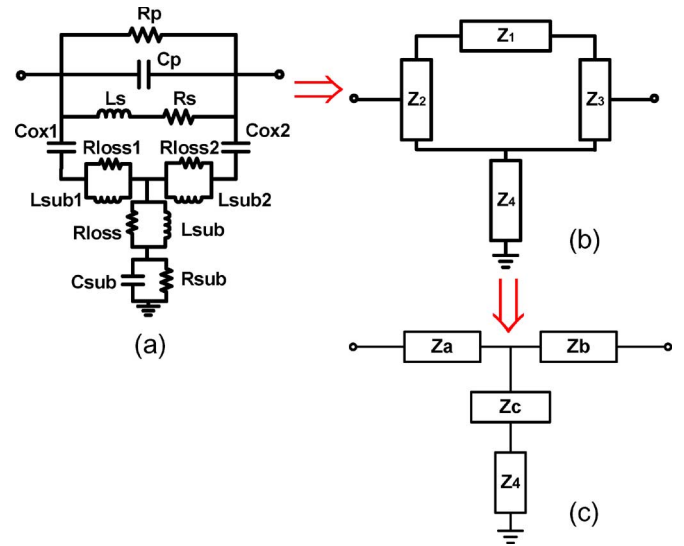 Rp
Cp
Ls Rs
Cox1 Cox2
Rloss1 Rloss2
Lsub1 Lsub2
Rloss Lsub
Csub Rsub
(a)
Z1
Z2 Z3
Z4
(b)
Za Zb
Zc
Z4
(c)